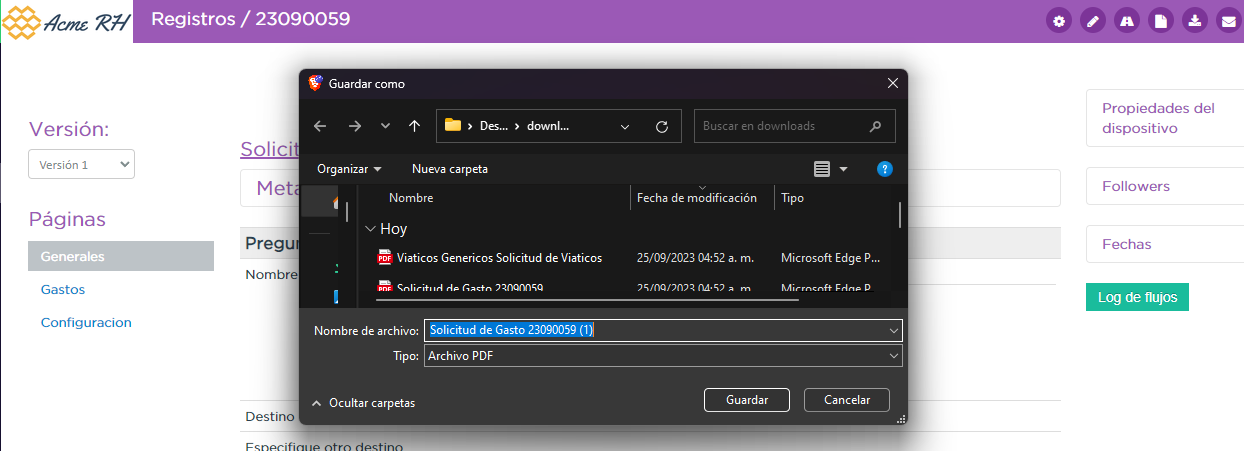 Acme RH
Registros / 23090059
Guardar como
Des... > downl...
Buscar en downloads
Organizar
Nueva carpeta
?
Nombre
Fecha de modificación
Tipo
Hoy
Viaticos Genericos Solicitud de Viaticos
25/09/2023 04:52 a. m.
Microsoft Edge P...
Solicitud de Gasto 23090059
25/09/2023 04:52 a. m.
Microsoft Edge P...
Nombre de archivo:
Solicitud de Gasto 23090059 (1)
Tipo:
Archivo PDF
Ocultar carpetas
Guardar
Cancelar
Versión:
Versión 1
Páginas
Generales
Gastos
Configuracion
Solicit
Meta
Pregun
Nombre
Destino
Especifique otro destino
Propiedades del
dispositivo
Followers
Fechas
Log de flujos